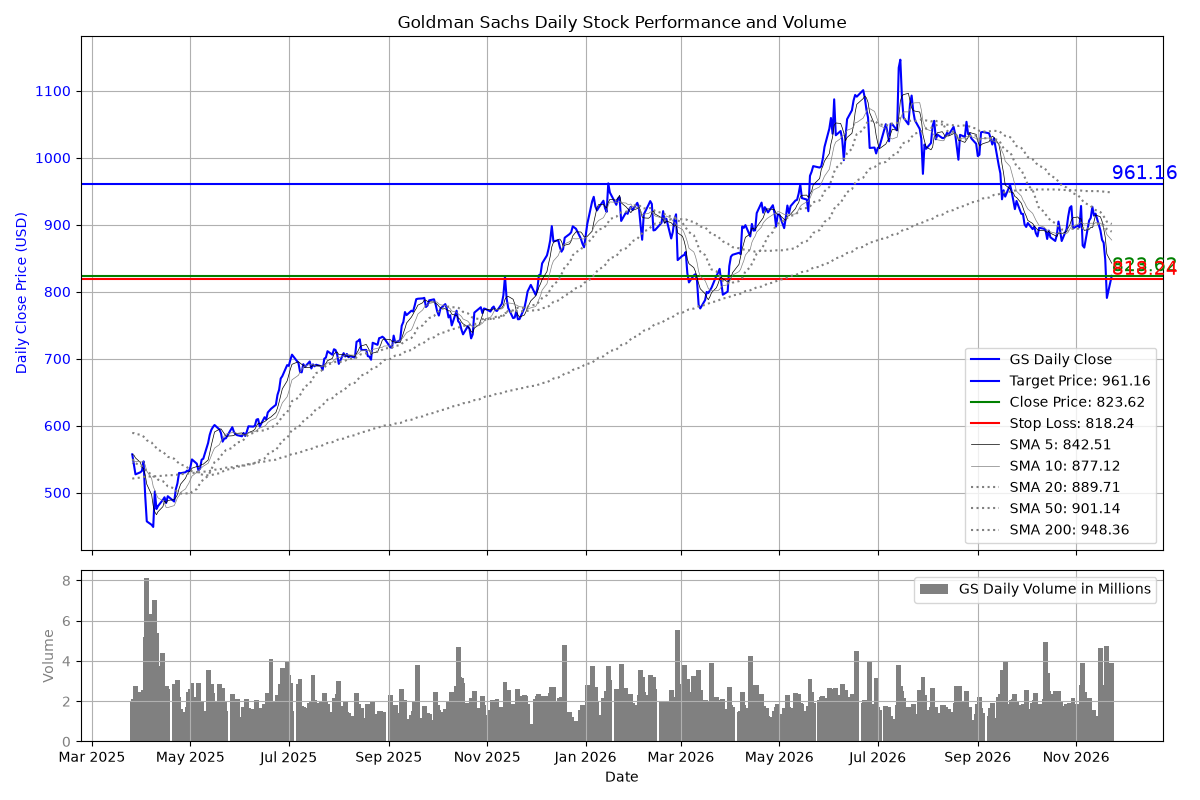 Goldman Sachs Daily Stock Performance and Volume
Daily Close Price (USD)
1100
1000
900
800
700
600
500
961.16
823.62
818.24
GS Daily Close
Target Price: 961.16
Close Price: 823.62
Stop Loss: 818.24
SMA 5: 842.51
SMA 10: 877.12
SMA 20: 889.71
SMA 50: 901.14
SMA 200: 948.36
Volume
8
6
4
2
0
GS Daily Volume in Millions
Mar 2025 May 2025 Jul 2025 Sep 2025 Nov 2025 Jan 2026 Mar 2026 May 2026 Jul 2026 Sep 2026 Nov 2026
Date